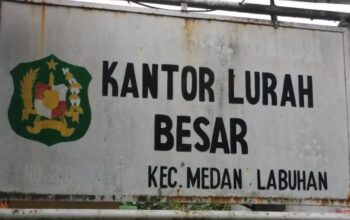 KANTOR LURAH
BESAR
KEC. MEDAN LABUHAN